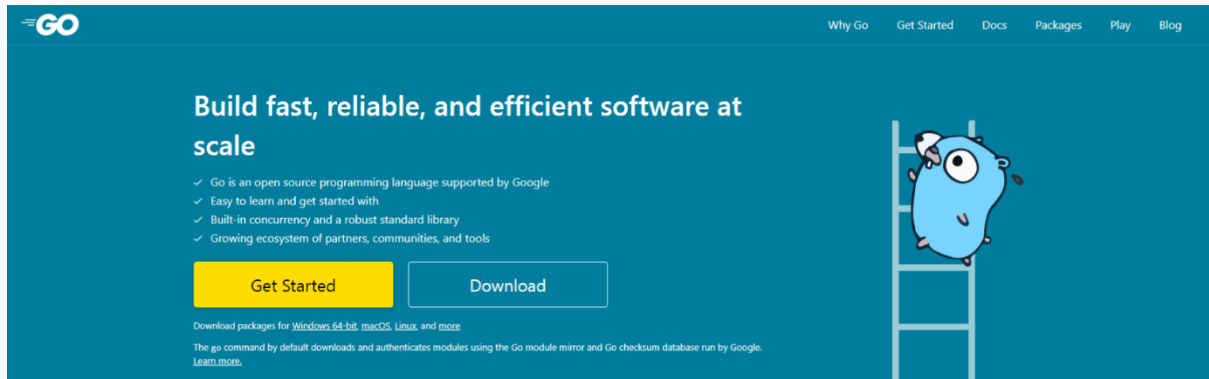 GO
Why Go Get Started Docs Packages Play Blog
Build fast, reliable, and efficient software at
scale
✓ Go is an open source programming language supported by Google
✓ Easy to learn and get started with
✓ Built-in concurrency and a robust standard library
✓ Growing ecosystem of partners, communities, and tools
Get Started Download
Download packages for Windows 64-bit, macOS, Linux, and more
The go command by default downloads and authenticates modules using the Go module mirror and Go checksum database run by Google.
Learn more.